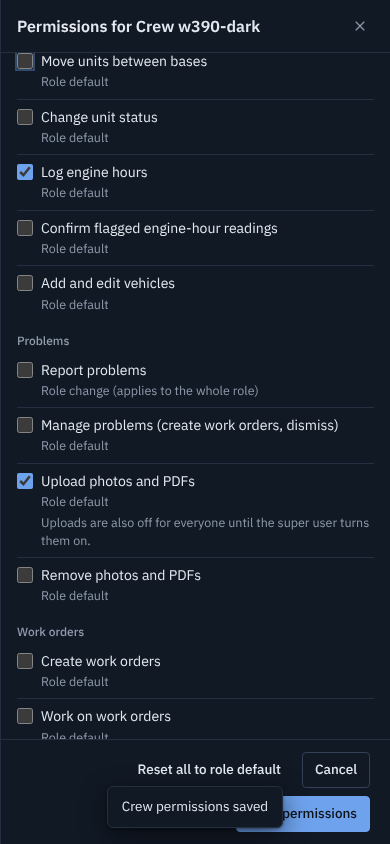 Permissions for Crew w390-dark
Move units between bases
Role default
Change unit status
Role default
Log engine hours
Role default
Confirm flagged engine-hour readings
Role default
Add and edit vehicles
Role default
Problems
Report problems
Role change (applies to the whole role)
Manage problems (create work orders, dismiss)
Role default
Upload photos and PDFs
Role default
Uploads are also off for everyone until the super user turns
them on.
Remove photos and PDFs
Role default
Work orders
Create work orders
Role default
Work on work orders
Role default
Reset all to role default
Cancel
Crew permissions saved
permissions